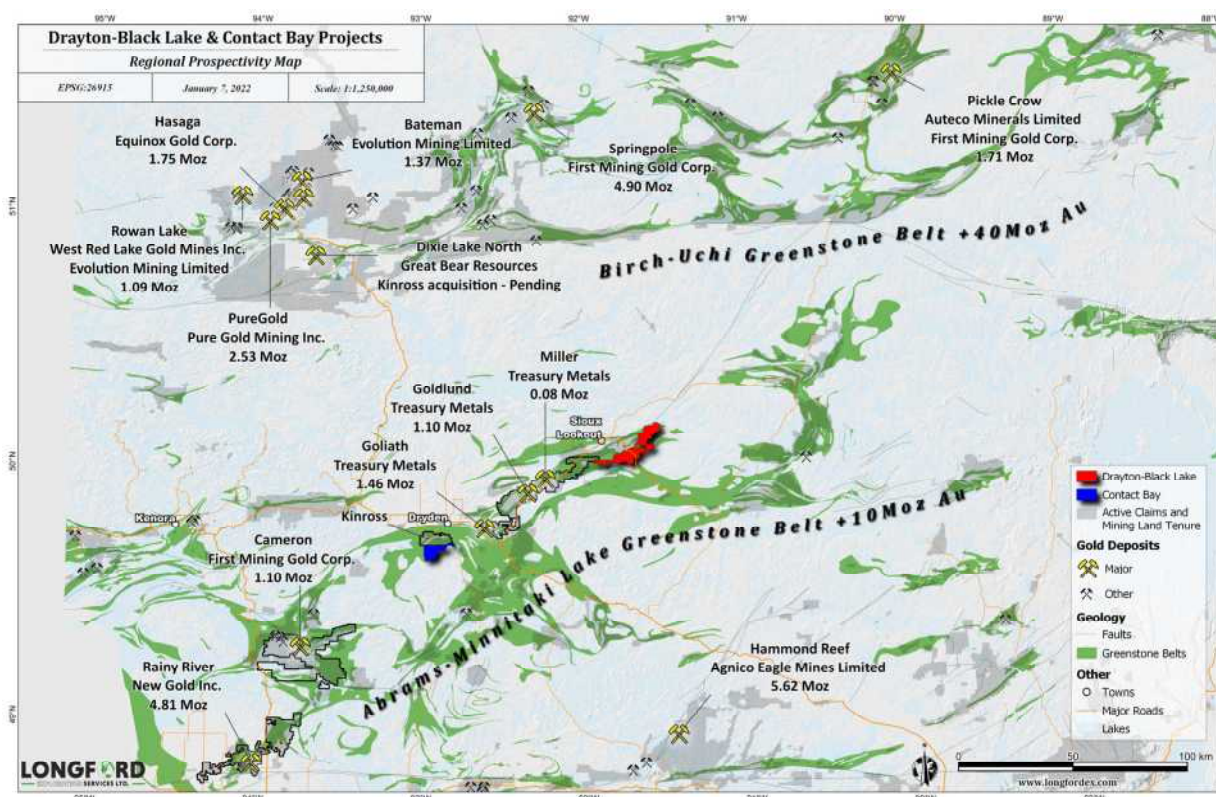 95°W
94°W
93°W
92°W
91°W
90°W
89°W
Drayton-Black Lake & Contact Bay Projects
Regional Prospectivity Map
EPSG:26915
January 7, 2022
Scale: 1:1,250,000
Hasaga
Equinox Gold Corp.
1.75 Moz
Bateman
Evolution Mining Limited
1.37 Moz
Springpole
First Mining Gold Corp.
4.90 Moz
Pickle Crow
Auteco Minerals Limited
First Mining Gold Corp.
1.71 Moz
51°N
Rowan Lake
West Red Lake Gold Mines Inc.
Evolution Mining Limited
1.09 Moz
Dixie Lake North
Great Bear Resources
Kinross acquisition - Pending
Birch-Uchi Greenstone Belt +40Moz Au
PureGold
Pure Gold Mining Inc.
2.53 Moz
Miller
Treasury Metals
0.08 Moz
Goldlund
Treasury Metals
1.10 Moz
Sioux
Lookout
Goliath
Treasury Metals
1.46 Moz
50°N
50°N
Kenora
Kinross
Dryden
Cameron
First Mining Gold Corp.
1.10 Moz
Abrams-Minnitaki Lake Greenstone Belt +10Moz Au
Rainy River
New Gold Inc.
4.81 Moz
Hammond Reef
Agnico Eagle Mines Limited
5.62 Moz
Drayton-Black Lake
Contact Bay
Active Claims and
Mining Land Tenure
Gold Deposits
Major
Other
Geology
Faults
Greenstone Belts
Other
Towns
Major Roads
Lakes
0
50
100 km
www.longfordex.com
LONGFORD
EXPLORATION SERVICES LTD.